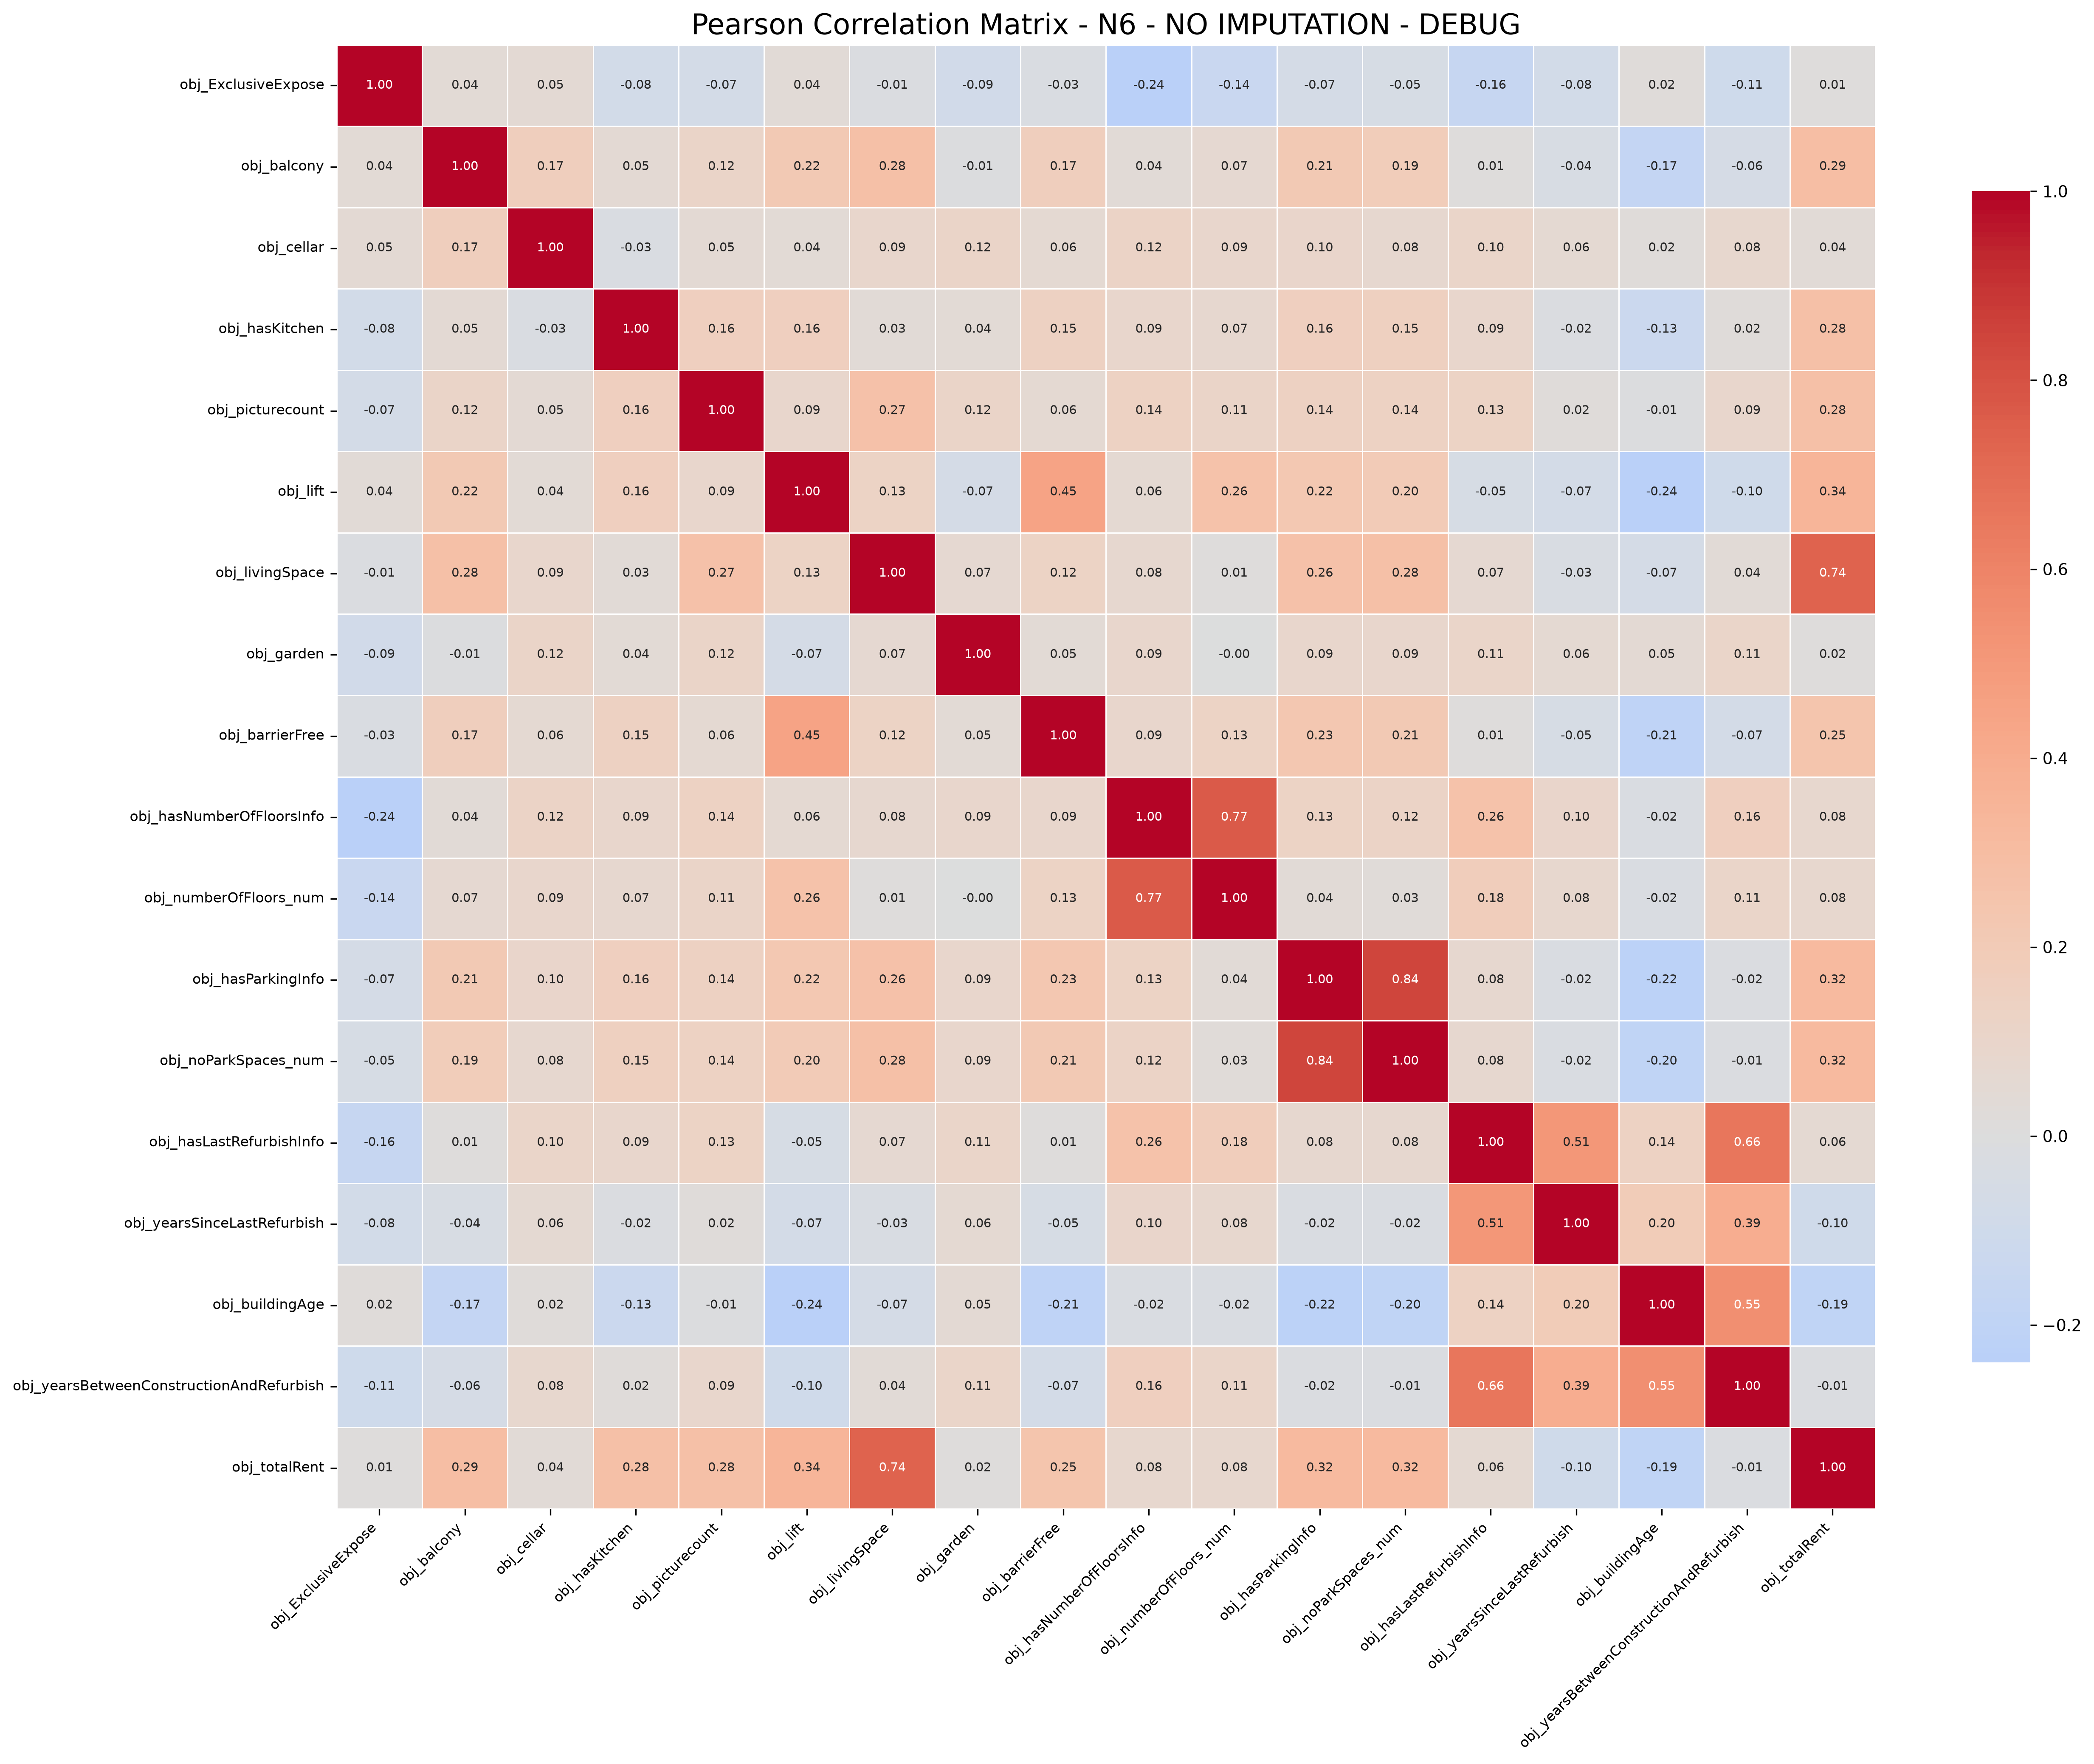 Pearson Correlation Matrix - N6 - NO IMPUTATION - DEBUG
obj_ExclusiveExpose 1.00 0.04 0.05 -0.08 -0.07 0.04 -0.01 -0.09 -0.03 -0.24 -0.14 -0.07 -0.05 -0.16 -0.08 0.02 -0.11 0.01
obj_balcony 0.04 1.00 0.17 0.05 0.12 0.22 0.28 -0.01 0.17 0.04 0.07 0.21 0.19 0.01 -0.04 -0.17 -0.06 0.29
obj_cellar 0.05 0.17 1.00 -0.03 0.05 0.04 0.09 0.12 0.06 0.12 0.09 0.10 0.08 0.10 0.06 0.02 0.08 0.04
obj_hasKitchen -0.08 0.05 -0.03 1.00 0.16 0.16 0.03 0.04 0.15 0.09 0.07 0.16 0.15 0.09 -0.02 -0.13 0.02 0.28
obj_picturecount -0.07 0.12 0.05 0.16 1.00 0.09 0.27 0.12 0.06 0.14 0.11 0.14 0.14 0.13 0.02 -0.01 0.09 0.28
obj_lift 0.04 0.22 0.04 0.16 0.09 1.00 0.13 -0.07 0.45 0.06 0.26 0.22 0.20 -0.05 -0.07 -0.24 -0.10 0.34
obj_livingSpace -0.01 0.28 0.09 0.03 0.27 0.13 1.00 0.07 0.12 0.08 0.01 0.26 0.28 0.07 -0.03 -0.07 0.04 0.74
obj_garden -0.09 -0.01 0.12 0.04 0.12 -0.07 0.07 1.00 0.05 0.09 -0.00 0.09 0.09 0.11 0.06 0.05 0.11 0.02
obj_barrierFree -0.03 0.17 0.06 0.15 0.06 0.45 0.12 0.05 1.00 0.09 0.13 0.23 0.21 0.01 -0.05 -0.21 -0.07 0.25
obj_hasNumberOfFloorsInfo -0.24 0.04 0.12 0.09 0.14 0.06 0.08 0.09 0.09 1.00 0.77 0.13 0.12 0.26 0.10 -0.02 0.16 0.08
obj_numberOfFloors_num -0.14 0.07 0.09 0.07 0.11 0.26 0.01 -0.00 0.13 0.77 1.00 0.04 0.03 0.18 0.08 -0.02 0.11 0.08
obj_hasParkingInfo -0.07 0.21 0.10 0.16 0.14 0.22 0.26 0.09 0.23 0.13 0.04 1.00 0.84 0.08 -0.02 -0.22 -0.02 0.32
obj_noParkSpaces_num -0.05 0.19 0.08 0.15 0.14 0.20 0.28 0.09 0.21 0.12 0.03 0.84 1.00 0.08 -0.02 -0.20 -0.01 0.32
obj_hasLastRefurbishInfo -0.16 0.01 0.10 0.09 0.13 -0.05 0.07 0.11 0.01 0.26 0.18 0.08 0.08 1.00 0.51 0.14 0.66 0.06
obj_yearsSinceLastRefurbish -0.08 -0.04 0.06 -0.02 0.02 -0.07 -0.03 0.06 -0.05 0.10 0.08 -0.02 -0.02 0.51 1.00 0.20 0.39 -0.10
obj_buildingAge 0.02 -0.17 0.02 -0.13 -0.01 -0.24 -0.07 0.05 -0.21 -0.02 -0.02 -0.22 -0.20 0.14 0.20 1.00 0.55 -0.19
obj_yearsBetweenConstructionAndRefurbish -0.11 -0.06 0.08 0.02 0.09 -0.10 0.04 0.11 -0.07 0.16 0.11 -0.02 -0.01 0.66 0.39 0.55 1.00 -0.01
obj_totalRent 0.01 0.29 0.04 0.28 0.28 0.34 0.74 0.02 0.25 0.08 0.08 0.32 0.32 0.06 -0.10 -0.19 -0.01 1.00
obj_ExclusiveExpose
obj_balcony
obj_cellar
obj_hasKitchen
obj_picturecount
obj_lift
obj_livingSpace
obj_garden
obj_barrierFree
obj_hasNumberOfFloorsInfo
obj_numberOfFloors_num
obj_hasParkingInfo
obj_noParkSpaces_num
obj_hasLastRefurbishInfo
obj_yearsSinceLastRefurbish
obj_buildingAge
obj_yearsBetweenConstructionAndRefurbish
obj_totalRent
1.0
0.8
0.6
0.4
0.2
0.0
−0.2